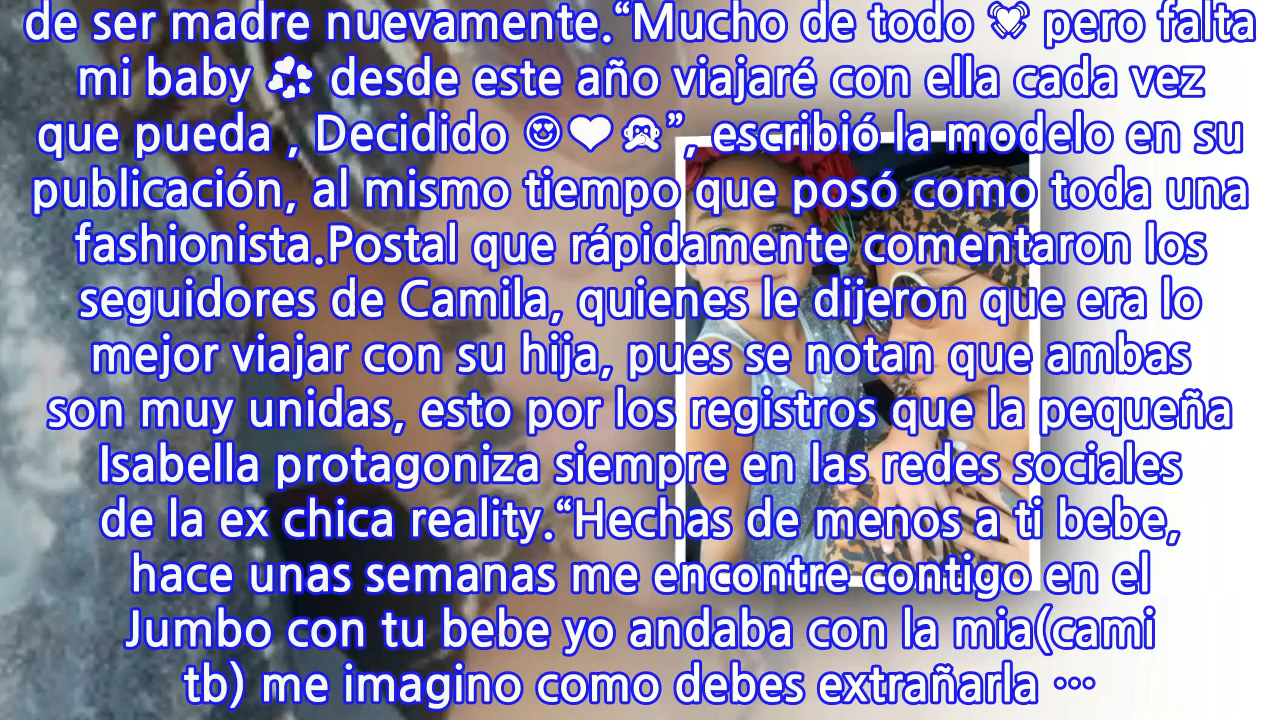 de ser madre nuevamente.“Mucho de todo 💓 pero falta
mi baby 💞 desde este año viajaré con ella cada vez
que pueda , Decidido 😍❤🙊”, escribió la modelo en su
publicación, al mismo tiempo que posó como toda una
fashionista.Postal que rápidamente comentaron los
seguidores de Camila, quienes le dijeron que era lo
mejor viajar con su hija, pues se notan que ambas
son muy unidas, esto por los registros que la pequeña
Isabella protagoniza siempre en las redes sociales
de la ex chica reality.“Hechas de menos a ti bebe,
hace unas semanas me encontre contigo en el
Jumbo con tu bebe yo andaba con la mia(cami
tb) me imagino como debes extrañarla …